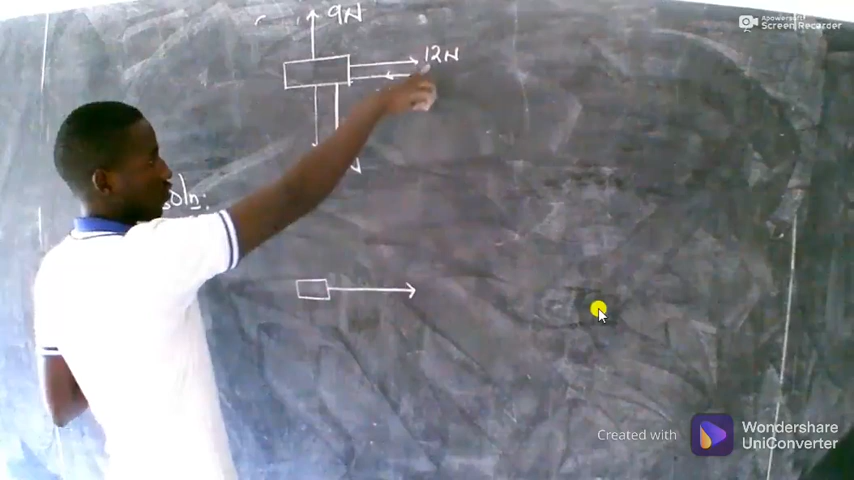 9N
12N
Soln:
Apowersoft
Screen Recorder
Created with
Wondershare
UniConverter